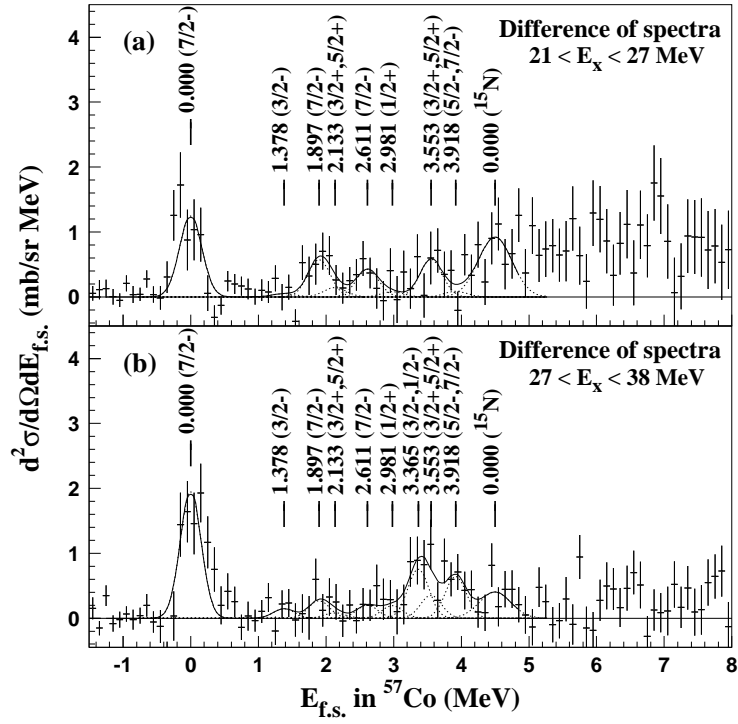 d²σ/dΩdE_f.s. (mb/sr MeV)
(a)
Difference of spectra
21 < E_x < 27 MeV
0.000 (7/2-)
1.378 (3/2-)
1.897 (7/2-)
2.133 (3/2+,5/2+)
2.611 (7/2-)
2.981 (1/2+)
3.553 (3/2+,5/2+)
3.918 (5/2-,7/2-)
0.000 (¹⁵N)
4
3
2
1
0
(b)
Difference of spectra
27 < E_x < 38 MeV
0.000 (7/2-)
1.378 (3/2-)
1.897 (7/2-)
2.133 (3/2+,5/2+)
2.611 (7/2-)
2.981 (1/2+)
3.365 (3/2-,1/2-)
3.553 (3/2+,5/2+)
3.918 (5/2-,7/2-)
0.000 (¹⁵N)
4
3
2
1
0
-1 0 1 2 3 4 5 6 7 8
E_f.s. in ⁵⁷Co (MeV)